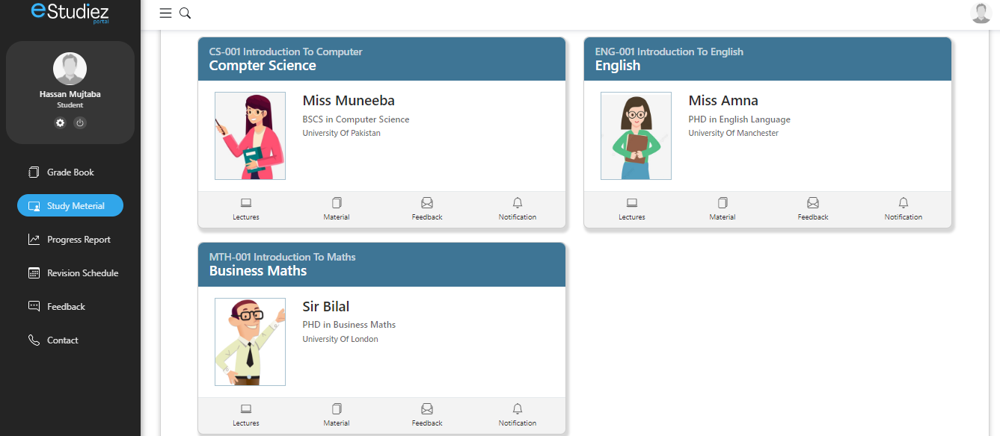 eStudiez
portal
Hassan Mujtaba
Student
Grade Book
Study Meterial
Progress Report
Revision Schedule
Feedback
Contact
CS-001 Introduction To Computer
Compter Science
Miss Muneeba
BSCS in Computer Science
University Of Pakistan
Lectures
Material
Feedback
Notification
ENG-001 Introduction To English
English
Miss Amna
PHD in English Language
University Of Manchester
Lectures
Material
Feedback
Notification
MTH-001 Introduction To Maths
Business Maths
Sir Bilal
PHD in Business Maths
University Of London
Lectures
Material
Feedback
Notification